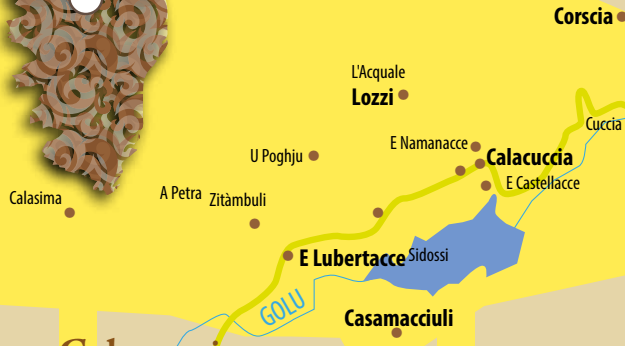 Corscia
L'Acquale
Lozzi
Cuccia
E Namanacce
U Poghju
Calacuccia
E Castellacce
Calasima
A Petra
Zitàmbuli
E Lubertacce
Sidossi
GOLU
Casamacciuli